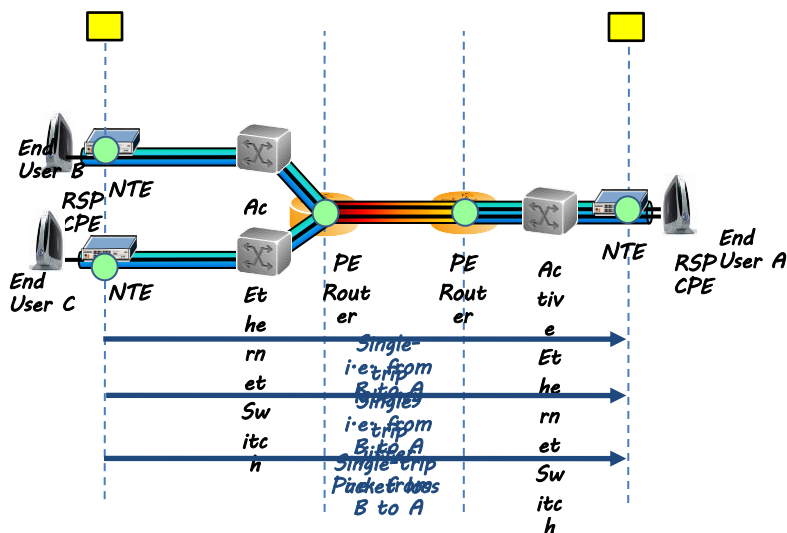 End
User B
RSP
CPE
NTE
Ac
Et
he
rn
et
Sw
itc
h
End
User C
NTE
PE
Rout
er
PE
Rout
er
Ac
tiv
e
Et
he
rn
et
Sw
itc
h
NTE
RSP
CPE
End
User A
Single-
trip
i.e. from
B to A
Single-
trip
i.e. from
B to A
Single-trip
Packet loss
B to A